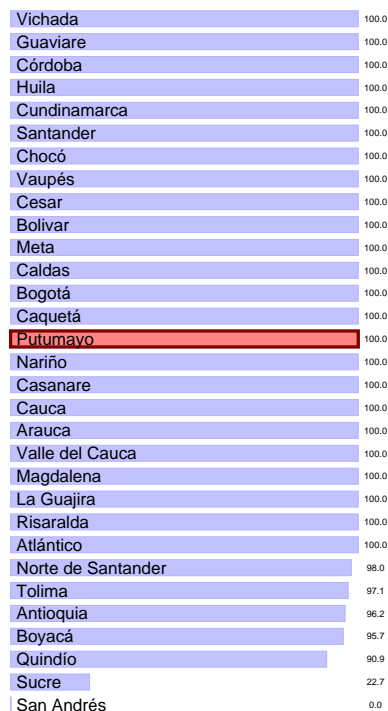 Vichada 100.0
Guaviare 100.0
Córdoba 100.0
Huila 100.0
Cundinamarca 100.0
Santander 100.0
Chocó 100.0
Vaupés 100.0
Cesar 100.0
Bolivar 100.0
Meta 100.0
Caldas 100.0
Bogotá 100.0
Caquetá 100.0
Putumayo 100.0
Nariño 100.0
Casanare 100.0
Cauca 100.0
Arauca 100.0
Valle del Cauca 100.0
Magdalena 100.0
La Guajira 100.0
Risaralda 100.0
Atlántico 100.0
Norte de Santander 98.0
Tolima 97.1
Antioquia 96.2
Boyacá 95.7
Quindío 90.9
Sucre 22.7
San Andrés 0.0